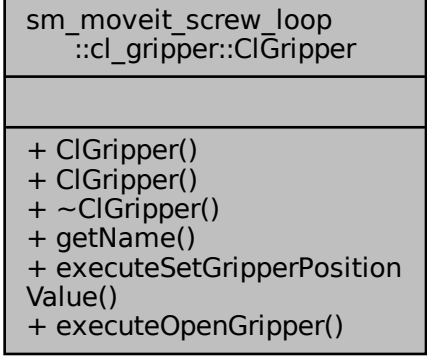 sm_moveit_screw_loop
::cl_gripper::ClGripper
+ ClGripper()
+ ClGripper()
+ ~ClGripper()
+ getName()
+ executeSetGripperPosition
Value()
+ executeOpenGripper()